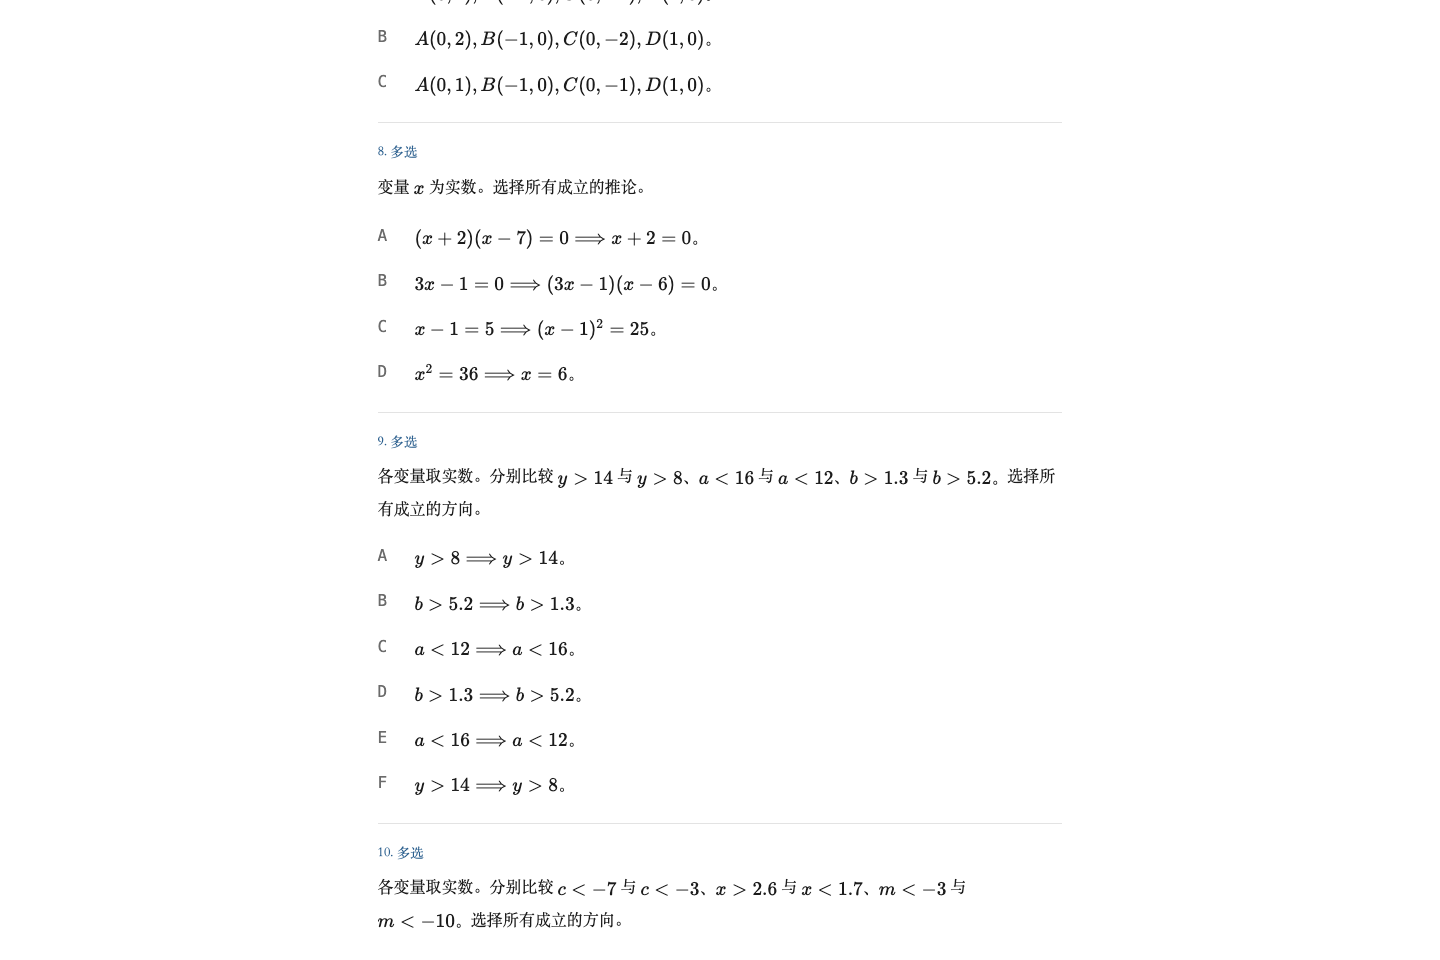 B A(0, 2), B(−1, 0), C(0, −2), D(1, 0)。
C A(0, 1), B(−1, 0), C(0, −1), D(1, 0)。
8. 多选
变量 x 为实数。选择所有成立的推论。
A (x + 2)(x − 7) = 0 ⟹ x + 2 = 0。
B 3x − 1 = 0 ⟹ (3x − 1)(x − 6) = 0。
C x − 1 = 5 ⟹ (x − 1)² = 25。
D x² = 36 ⟹ x = 6。
9. 多选
各变量取实数。分别比较 y > 14 与 y > 8、a < 16 与 a < 12、b > 1.3 与 b > 5.2。选择所
有成立的方向。
A y > 8 ⟹ y > 14。
B b > 5.2 ⟹ b > 1.3。
C a < 12 ⟹ a < 16。
D b > 1.3 ⟹ b > 5.2。
E a < 16 ⟹ a < 12。
F y > 14 ⟹ y > 8。
10. 多选
各变量取实数。分别比较 c < −7 与 c < −3、x > 2.6 与 x < 1.7、m < −3 与
m < −10。选择所有成立的方向。